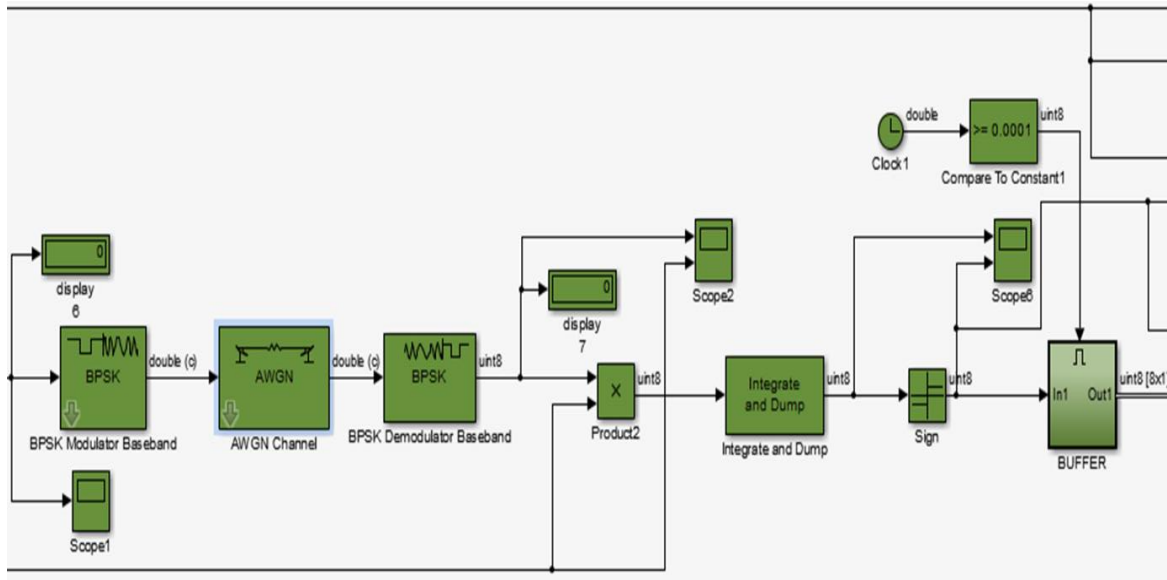 double
>= 0.0001
uint8
Clock1
Compare To Constant1
0
display
6
BPSK
double (c)
BPSK Modulator Baseband
AWGN
double (c)
AWGN Channel
BPSK
uint8
BPSK Demodulator Baseband
Scope1
Scope2
0
display
7
x
uint8
Product2
Integrate
and Dump
uint8
Integrate and Dump
Scope6
uint8
Sign
In1
Out1
uint8 [8x1]
BUFFER